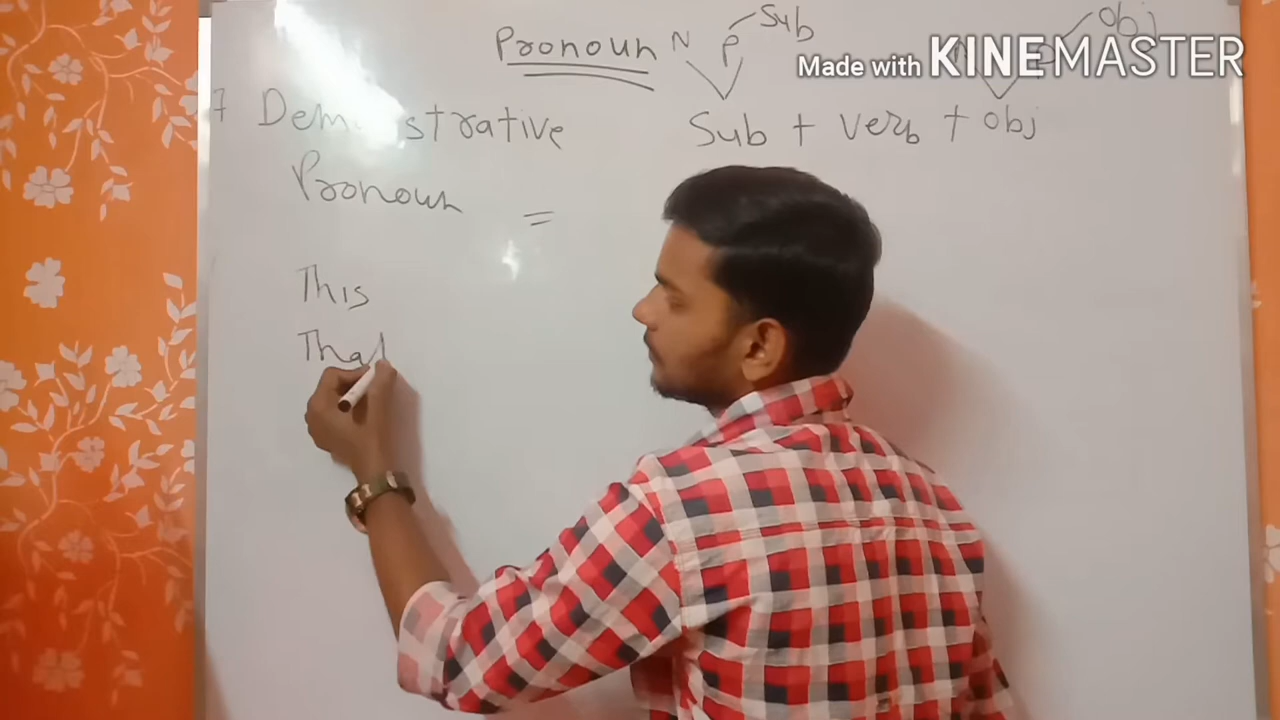 Sub
Obj
Pronoun N P
Made with KINEMASTER
7 Demonstrative
Sub + verb + obj
Pronoun =
This
That